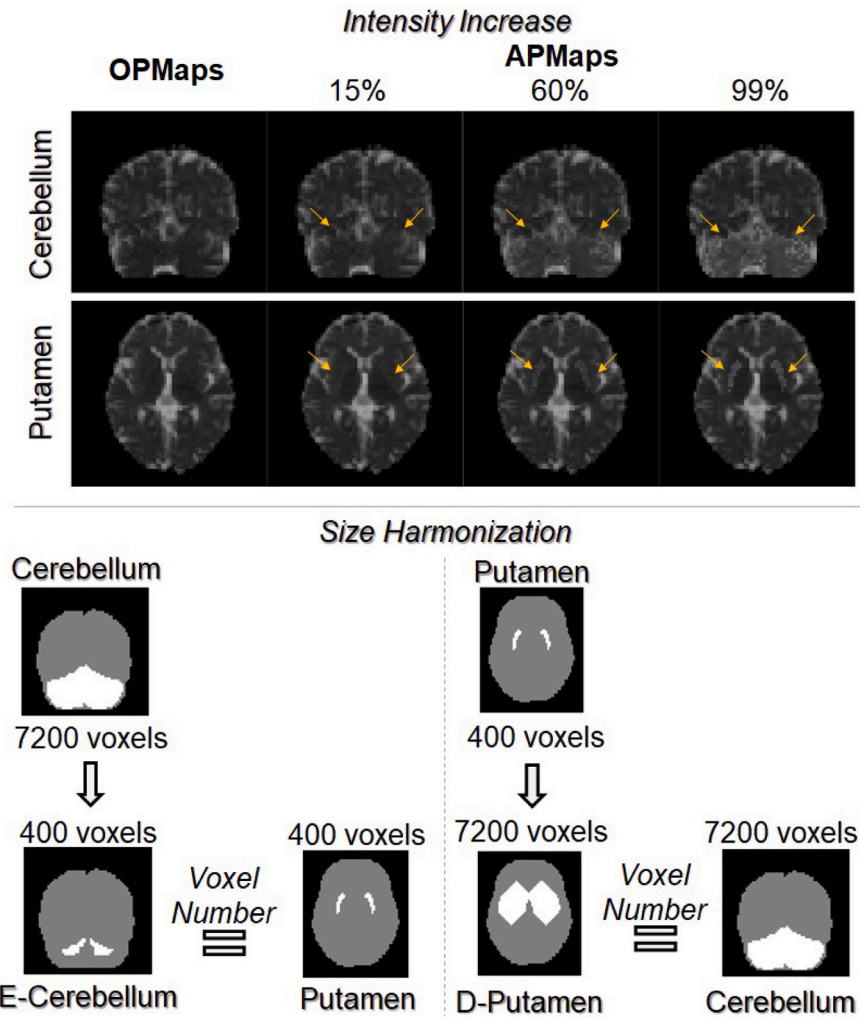 Intensity Increase
OPMaps
APMaps
15%
60%
99%
Cerebellum
Putamen
Size Harmonization
Cerebellum
Putamen
7200 voxels
400 voxels
400 voxels
400 voxels
7200 voxels
7200 voxels
Voxel
Number
Voxel
Number
E-Cerebellum
Putamen
D-Putamen
Cerebellum